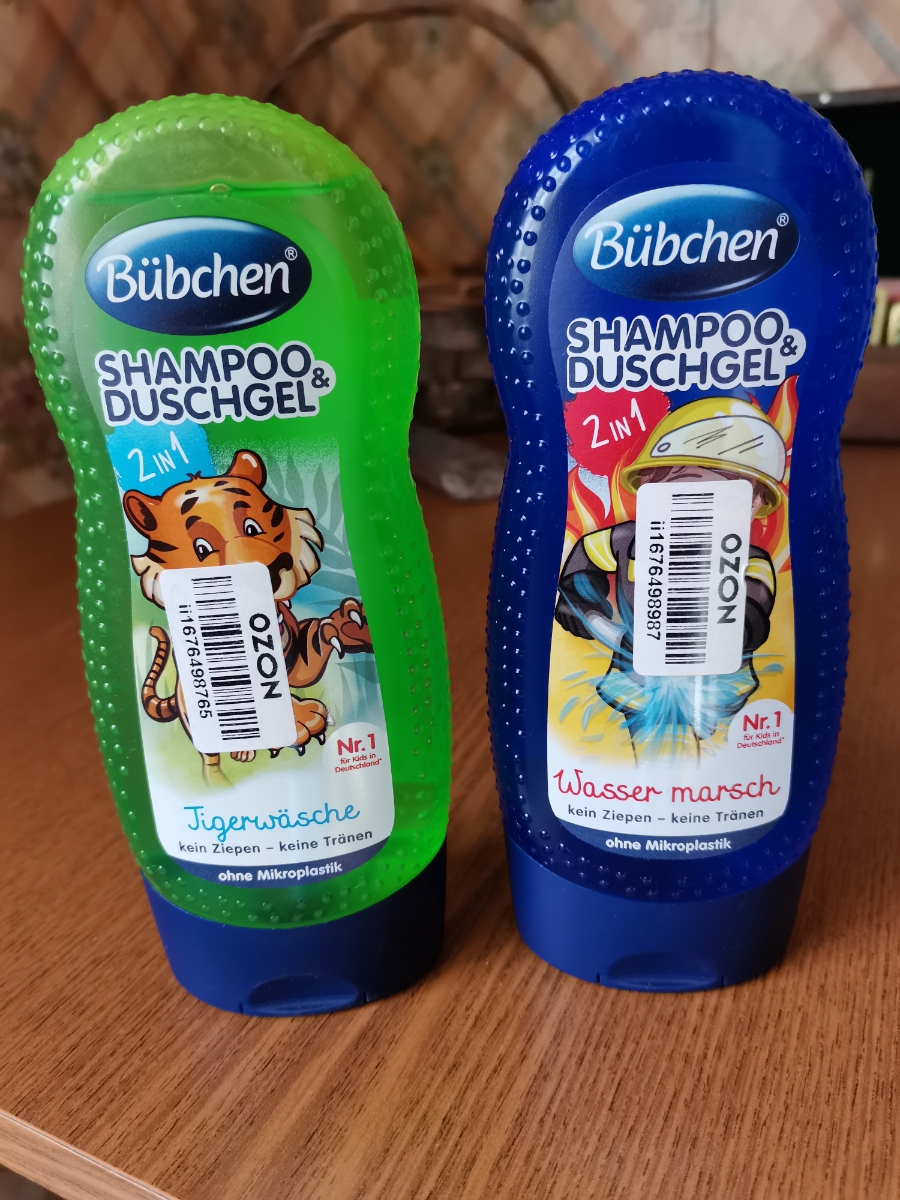 Bübchen®
SHAMPOO &
DUSCHGEL
2 IN 1
OZON
ii1676498765
Nr.1
für Kids in
Deutschland**
Tigerwäsche
kein Ziepen – keine Tränen
ohne Mikroplastik
Bübchen®
SHAMPOO &
DUSCHGEL
2 IN 1
OZON
ii1676498987
Nr.1
für Kids in
Deutschland**
Wasser marsch
kein Ziepen – keine Tränen
ohne Mikroplastik